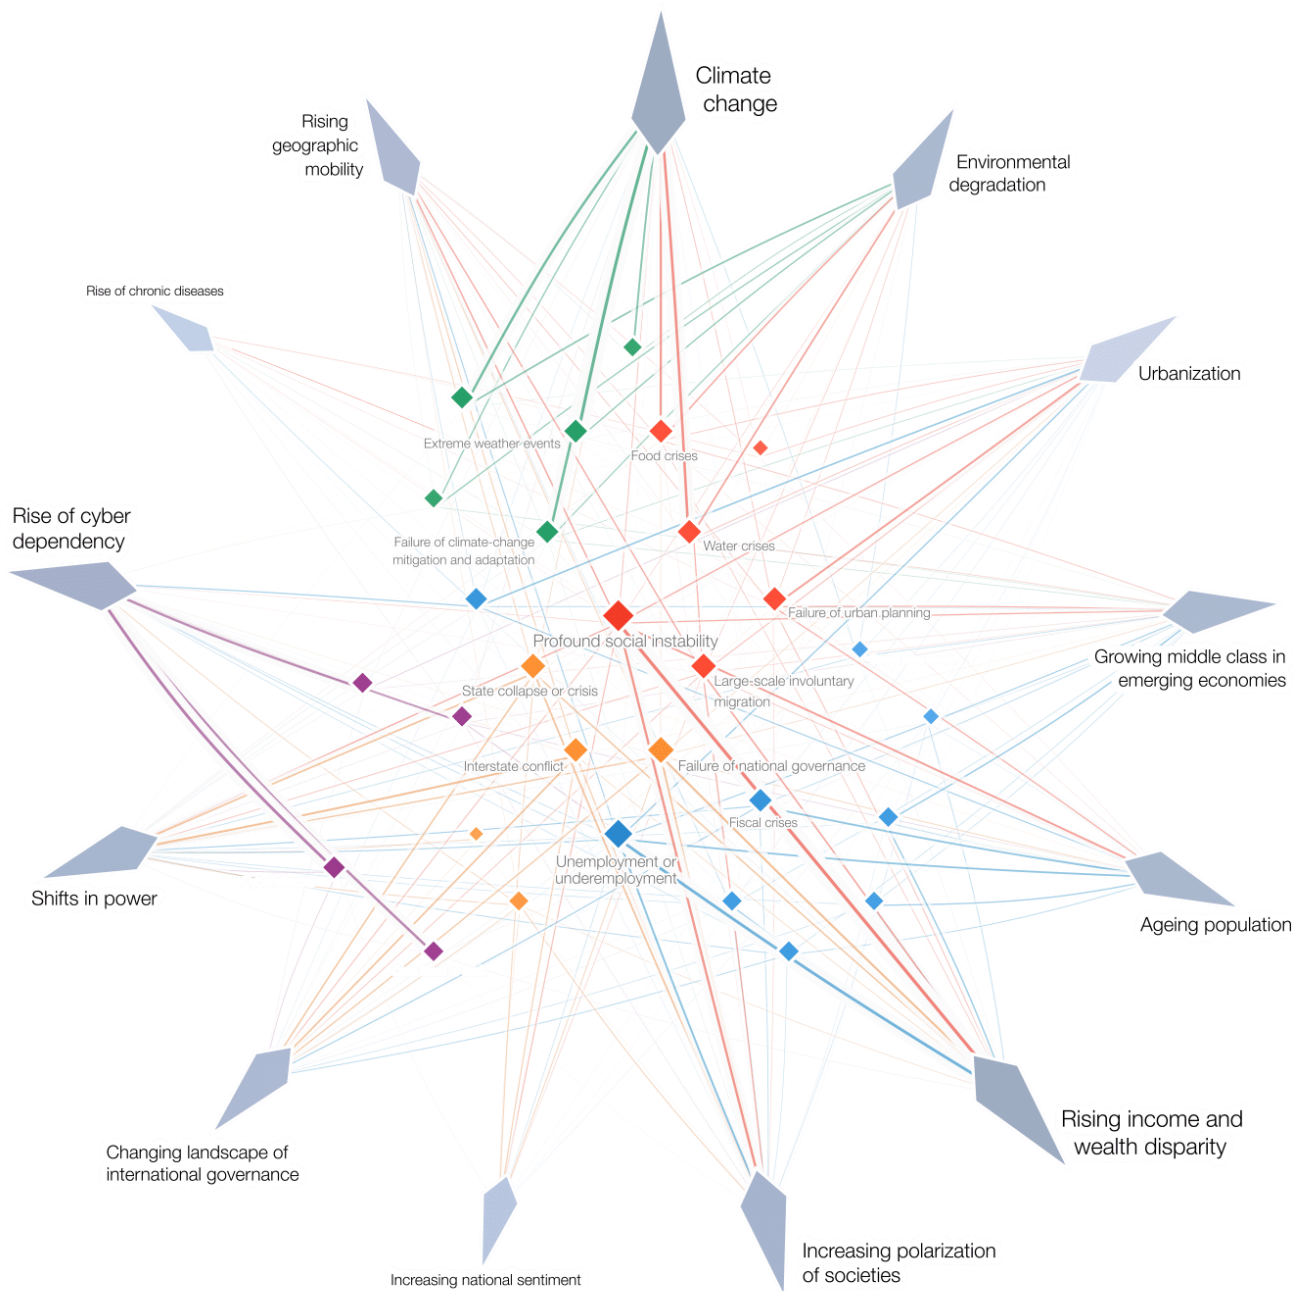 Climate
change
Rising
geographic
mobility
Environmental
degradation
Rise of chronic diseases
Urbanization
Extreme weather events
Food crises
Rise of cyber
dependency
Failure of climate-change
mitigation and adaptation
Water crises
Failure of urban planning
Profound social instability
Growing middle class in
emerging economies
State collapse or crisis
Large-scale involuntary
migration
Interstate conflict
Failure of national governance
Fiscal crises
Unemployment or
underemployment
Shifts in power
Ageing population
Rising income and
wealth disparity
Changing landscape of
international governance
Increasing polarization
of societies
Increasing national sentiment